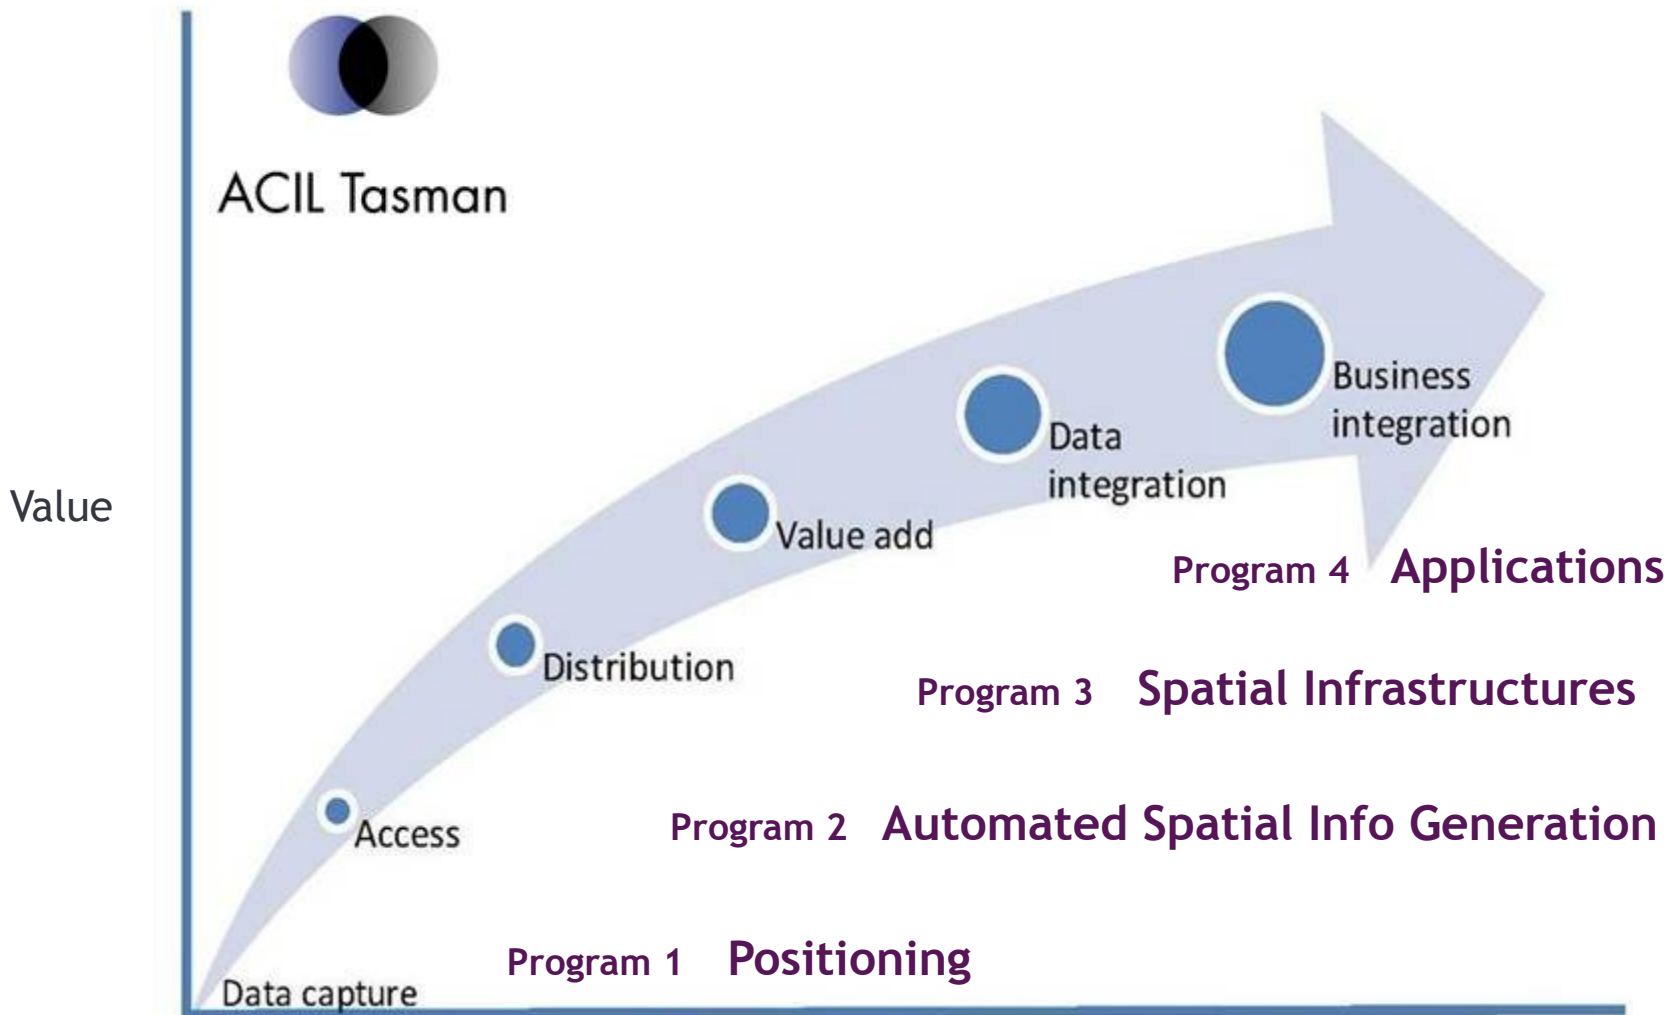 ACIL Tasman
Business
integration
Data
integration
Value
Value add
Program 4 Applications
Distribution
Program 3 Spatial Infrastructures
Access
Program 2 Automated Spatial Info Generation
Program 1 Positioning
Data capture